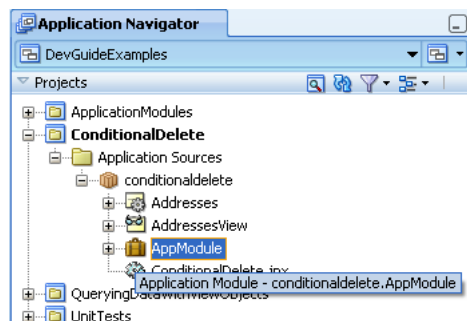 Application Navigator
DevGuideExamples
Projects
ApplicationModules
ConditionalDelete
Application Sources
conditionaldelete
Addresses
AddressesView
AppModule
ConditionalDelete.jpx
Application Module - conditionaldelete.AppModule
QueryingDataWithViewObjects
UnitTests